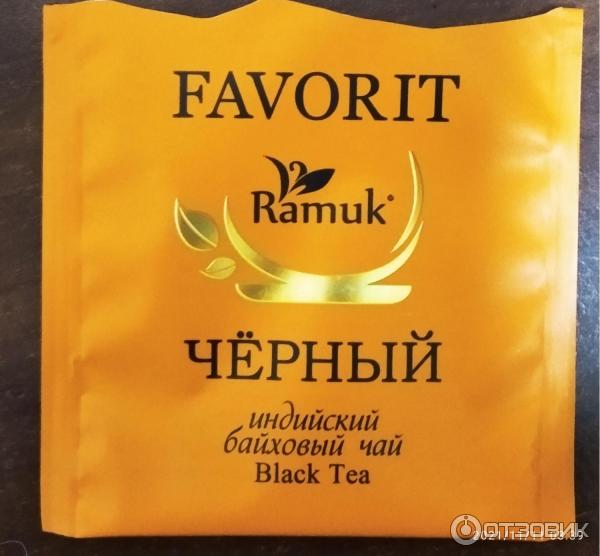 FAVORIT
Ramuk®
ЧЁРНЫЙ
индийский
байховый чай
Black Tea
ОТЗОВИК